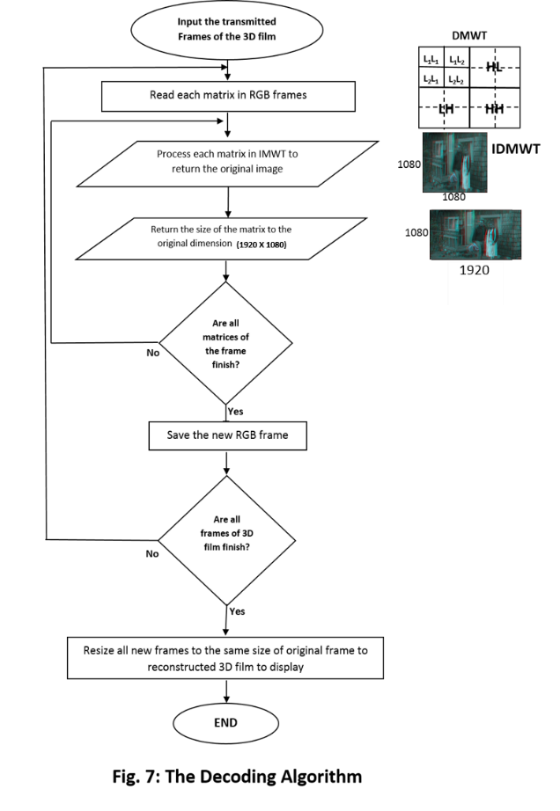 Input the transmitted
Frames of the 3D film
Read each matrix in RGB frames
Process each matrix in IMWT to
return the original image
Return the size of the matrix to the
original dimension (1920 X 1080)
Are all
matrices of
the frame
finish?
No
Yes
Save the new RGB frame
Are all
frames of 3D
film finish?
No
Yes
Resize all new frames to the same size of original frame to
reconstructed 3D film to display
END
DMWT
L₁L₁ L₁L₂ HL
L₂L₁ L₂L₂
LH HH
IDMWT
1080
1080
1080
1920
Fig. 7: The Decoding Algorithm